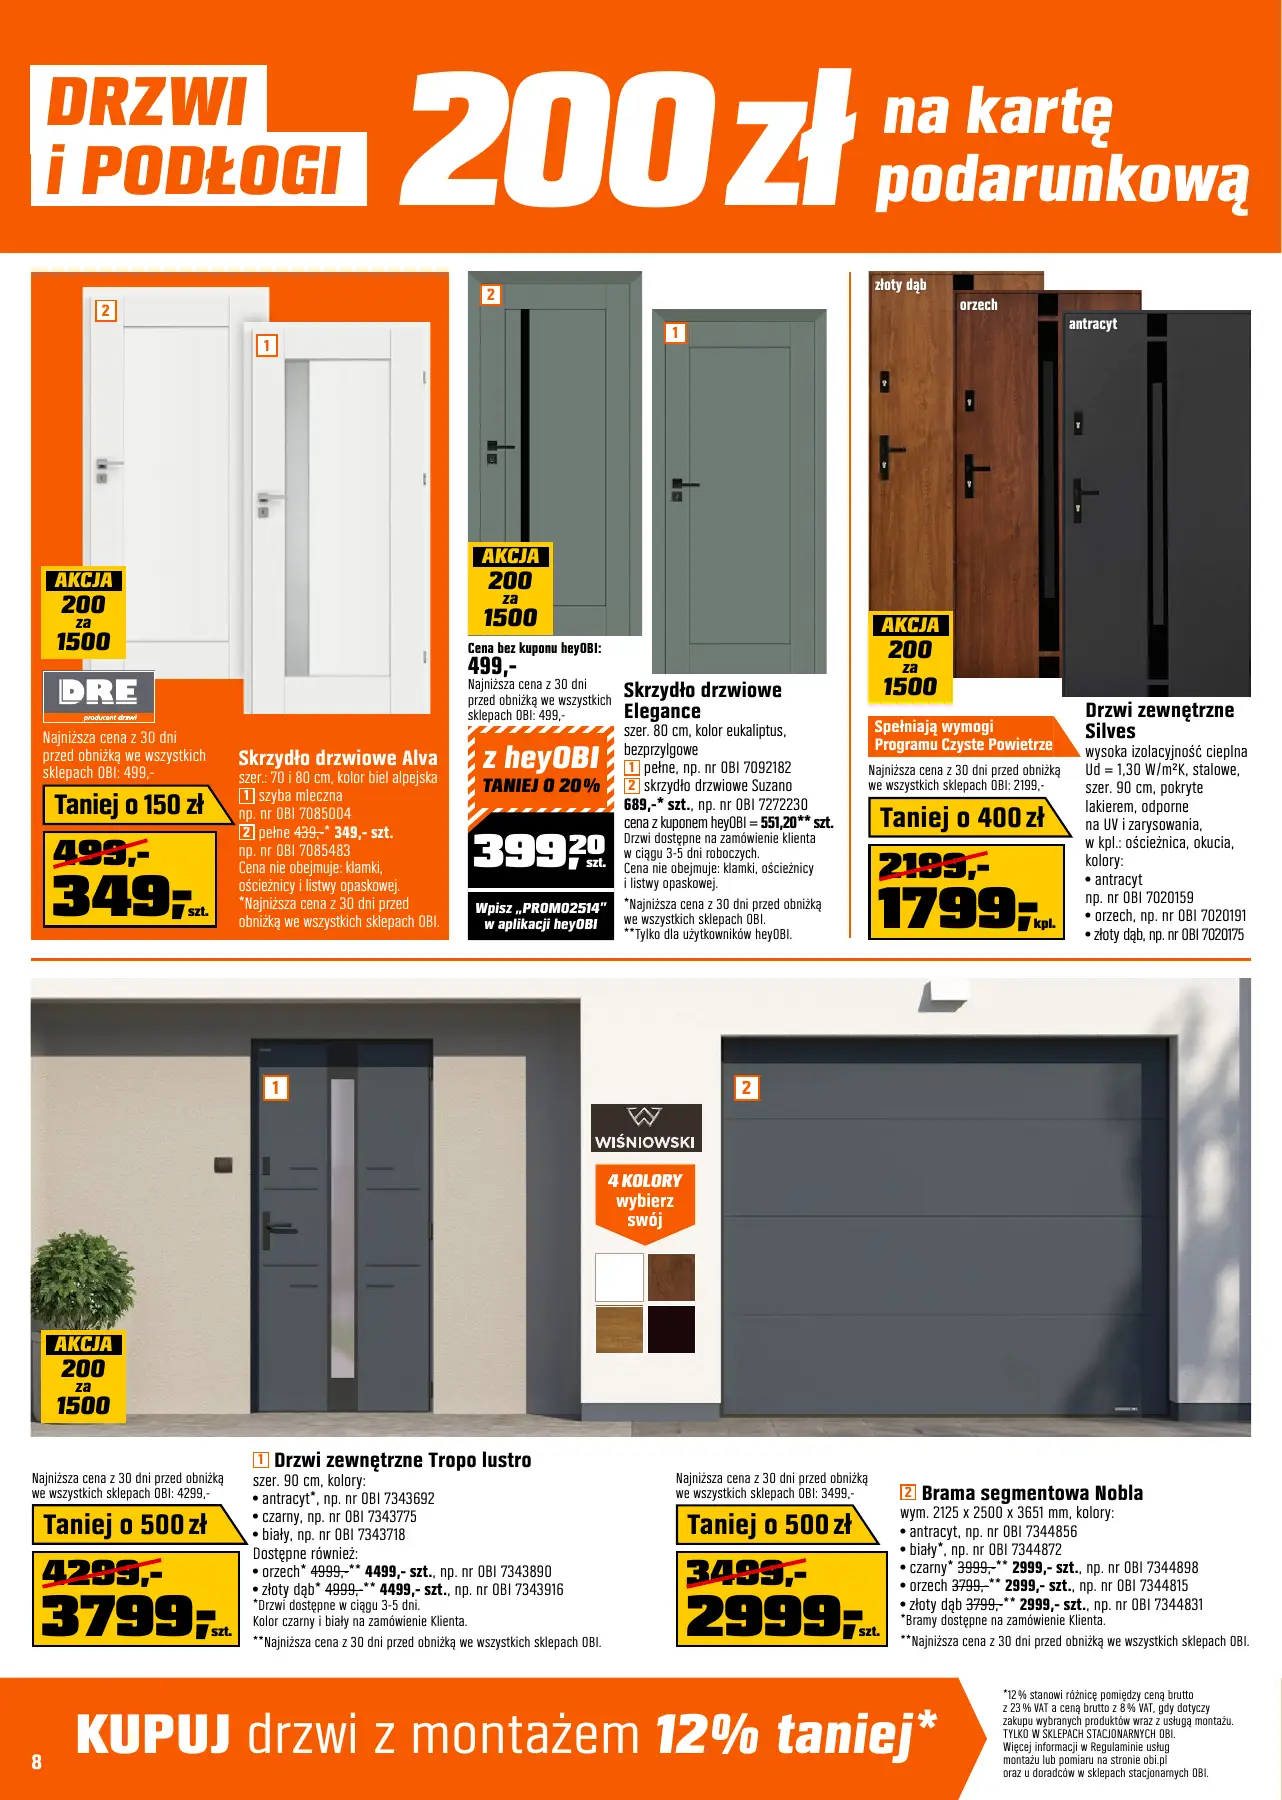 DRZWI
i PODŁOGI
200 zł
na kartę
podarunkową
2
1
AKCJA
200
za
1500
DRE
producent drzwi
Najniższa cena z 30 dni
przed obniżką we wszystkich
sklepach OBI: 499,-
Taniej o 150 zł
499,-
349,-szt.
Skrzydło drzwiowe Alva
szer.: 70 i 80 cm, kolor biel alpejska
1 szyba mleczna
np. nr OBI 7085004
2 pełne 439,-* 349,- szt.
np. nr OBI 7085483
Cena nie obejmuje: klamki,
ościeżnicy i listwy opaskowej.
*Najniższa cena z 30 dni przed
obniżką we wszystkich sklepach OBI.
2
1
AKCJA
200
za
1500
Cena bez kuponu heyOBI:
499,-
Najniższa cena z 30 dni
przed obniżką we wszystkich
sklepach OBI: 499,-
z heyOBI
TANIEJ O 20%
399,20 szt.
Wpisz „PROMO2514”
w aplikacji heyOBI
Skrzydło drzwiowe
Elegance
szer. 80 cm, kolor eukaliptus,
bezprzylgowe
1 pełne, np. nr OBI 7092182
2 skrzydło drzwiowe Suzano
689,-* szt., np. nr OBI 7272230
cena z kuponem heyOBI = 551,20** szt.
Drzwi dostępne na zamówienie klienta
w ciągu 3-5 dni roboczych.
Cena nie obejmuje: klamki, ościeżnicy
i listwy opaskowej.
*Najniższa cena z 30 dni przed obniżką
we wszystkich sklepach OBI.
**Tylko dla użytkowników heyOBI.
złoty dąb
orzech
antracyt
AKCJA
200
za
1500
Spełniają wymogi
Programu Czyste Powietrze
Najniższa cena z 30 dni przed obniżką
we wszystkich sklepach OBI: 2199,-
Taniej o 400 zł
2199,-
1799,-kpl.
Drzwi zewnętrzne
Silves
wysoka izolacyjność cieplna
Ud = 1,30 W/m²K, stalowe,
szer. 90 cm, pokryte
lakierem, odporne
na UV i zarysowania,
w kpl.: ościeżnica, okucia,
kolory:
• antracyt
np. nr OBI 7020159
• orzech, np. nr OBI 7020191
• złoty dąb, np. nr OBI 7020175
1
2
WIŚNIOWSKI
4 KOLORY
wybierz
swój
AKCJA
200
za
1500
Najniższa cena z 30 dni przed obniżką
we wszystkich sklepach OBI: 4299,-
Taniej o 500 zł
4299,-
3799,-szt.
1 Drzwi zewnętrzne Tropo lustro
szer. 90 cm, kolory:
• antracyt*, np. nr OBI 7343692
• czarny, np. nr OBI 7343775
• biały, np. nr OBI 7343718
Dostępne również:
• orzech* 4999,-** 4499,- szt., np. nr OBI 7343890
• złoty dąb* 4999,-** 4499,- szt., np. nr OBI 7343916
*Drzwi dostępne w ciągu 3-5 dni.
Kolor czarny i biały na zamówienie Klienta.
**Najniższa cena z 30 dni przed obniżką we wszystkich sklepach OBI.
Najniższa cena z 30 dni przed obniżką
we wszystkich sklepach OBI: 3499,-
Taniej o 500 zł
3499,-
2999,-szt.
2 Brama segmentowa Nobla
wym. 2125 x 2500 x 3651 mm, kolory:
• antracyt, np. nr OBI 7344856
• biały*, np. nr OBI 7344872
• czarny* 3999,-** 2999,- szt., np. nr OBI 7344898
• orzech 3799,-** 2999,- szt., np. nr OBI 7344815
• złoty dąb 3799,-** 2999,- szt., np. nr OBI 7344831
*Bramy dostępne na zamówienie Klienta.
**Najniższa cena z 30 dni przed obniżką we wszystkich sklepach OBI.
KUPUJ drzwi z montażem 12% taniej*
*12 % stanowi różnicę pomiędzy ceną brutto
z 23 % VAT a ceną brutto z 8 % VAT, gdy dotyczy
zakupu wybranych produktów wraz z usługą montażu.
TYLKO W SKLEPACH STACJONARNYCH OBI.
Więcej informacji w Regulaminie usług
montażu lub pomiaru na stronie obi.pl
oraz u doradców w sklepach stacjonarnych OBI.
8